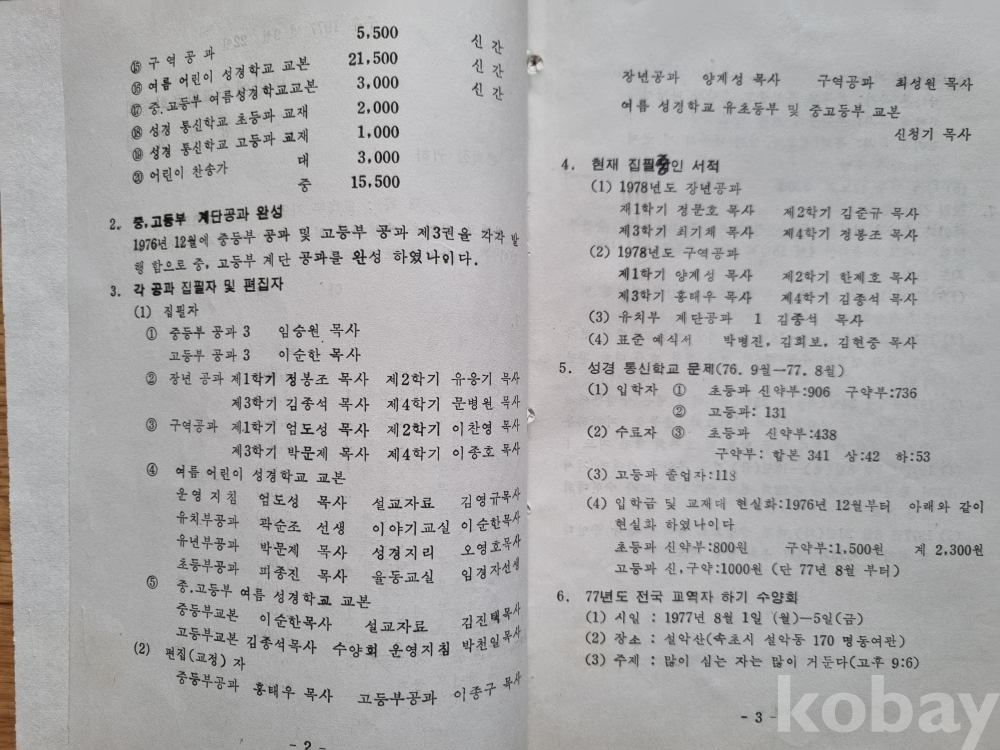 5,500
⑮ 구역공과 21,500 신간
⑯ 여름 어린이 성경학교 교본 3,000 신간
⑰ 중.고등부 여름성경학교교본 2,000 신간
⑱ 성경 통신학교 초등과 교재 1,000
⑲ 성경 통신학교 고등과 교재 3,000
⑳ 어린이 찬송가 대 15,500
중
2. 중,고등부 계단공과 완성
1976년 12월에 중등부 공과 및 고등부 공과 제3권을 각각 발
행 함으로 중, 고등부 계단 공과를 완성 하였나이다.
3. 각 공과 집필자 및 편집자
(1) 집필자
① 중등부 공과 3 임승원 목사
고등부 공과 3 이순한 목사
② 장년 공과 제1학기 정봉조 목사 제2학기 유응기 목사
제3학기 김종석 목사 제4학기 문병원 목사
③ 구역공과 제1학기 엄도성 목사 제2학기 이찬영 목사
제3학기 박문제 목사 제4학기 이종호 목사
④ 여름 어린이 성경학교 교본
운영지침 엄도성 목사 설교자료 김영규목사
유치부공과 곽순조 선생 이야기교실 이순한목사
유년부공과 박문제 목사 성경지리 오영호목사
초등부공과 피종진 목사 율동교실 임경자선생
⑤ 중.고등부 여름 성경학교 교본
중등부교본 이순한목사 설교자료 김진택목사
고등부교본 김종석목사 수양회 운영지침 박천일목사
(2) 편집(교정) 자
중등부공과 홍태우 목사 고등부공과 이종구 목사
- 2 -
장년공과 양계성 목사 구역공과 최성원 목사
여름 성경학교 유초등부 및 중고등부 교본
신청기 목사
4. 현재 집필중인 서적
(1) 1978년도 장년공과
제1학기 정문호 목사 제2학기 김준규 목사
제3학기 최기채 목사 제4학기 정봉조 목사
(2) 1978년도 구역공과
제1학기 양계성 목사 제2학기 한제호 목사
제3학기 홍태우 목사 제4학기 김종석 목사
(3) 유치부 계단공과 1 김종석 목사
(4) 표준 예식서 박병진, 김희보, 김현중 목사
5. 성경 통신학교 문제(76. 9월—77. 8월)
(1) 입학자 ① 초등과 신약부:906 구약부:736
② 고등과: 131
(2) 수료자 ③ 초등과 신약부:438
구약부: 합본 341 상:42 하:53
(3) 고등과 졸업자:118
(4) 입학금 및 교재대 현실화:1976년 12월부터 아래와 같이
현실화 하였나이다
초등과 신약부:800원 구약부:1,500원 계 2,300원
고등과 신,구약:1000원 (단 77년 8월 부터)
6. 77년도 전국 교역자 하기 수양회
(1) 시일 : 1977년 8월 1일 (월)—5일(금)
(2) 장소 : 설악산(속초시 설악동 170 명동여관)
(3) 주제 : 많이 심는 자는 많이 거둔다(고후 9:6)
- 3 -
kobay